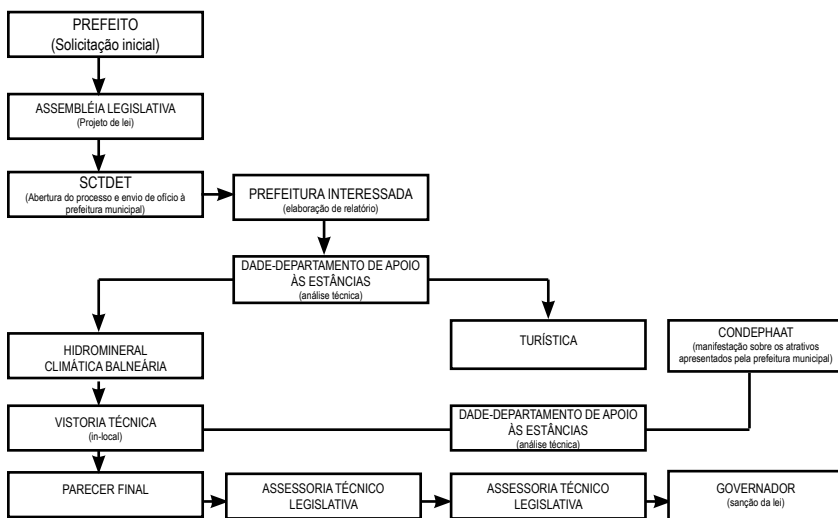 PREFEITO
(Solicitação inicial)
ASSEMBLÉIA LEGISLATIVA
(Projeto de lei)
SCTDET
(Abertura do processo e envio de ofício à
prefeitura municipal)
PREFEITURA INTERESSADA
(elaboração de relatório)
DADE-DEPARTAMENTO DE APOIO
ÀS ESTÂNCIAS
(análise técnica)
HIDROMINERAL
CLIMÁTICA BALNEÁRIA
TURÍSTICA
CONDEPHAAT
(manifestação sobre os atrativos
apresentados pela prefeitura municipal)
VISTORIA TÉCNICA
(in-local)
DADE-DEPARTAMENTO DE APOIO
ÀS ESTÂNCIAS
(análise técnica)
PARECER FINAL
ASSESSORIA TÉCNICO
LEGISLATIVA
ASSESSORIA TÉCNICO
LEGISLATIVA
GOVERNADOR
(sanção da lei)